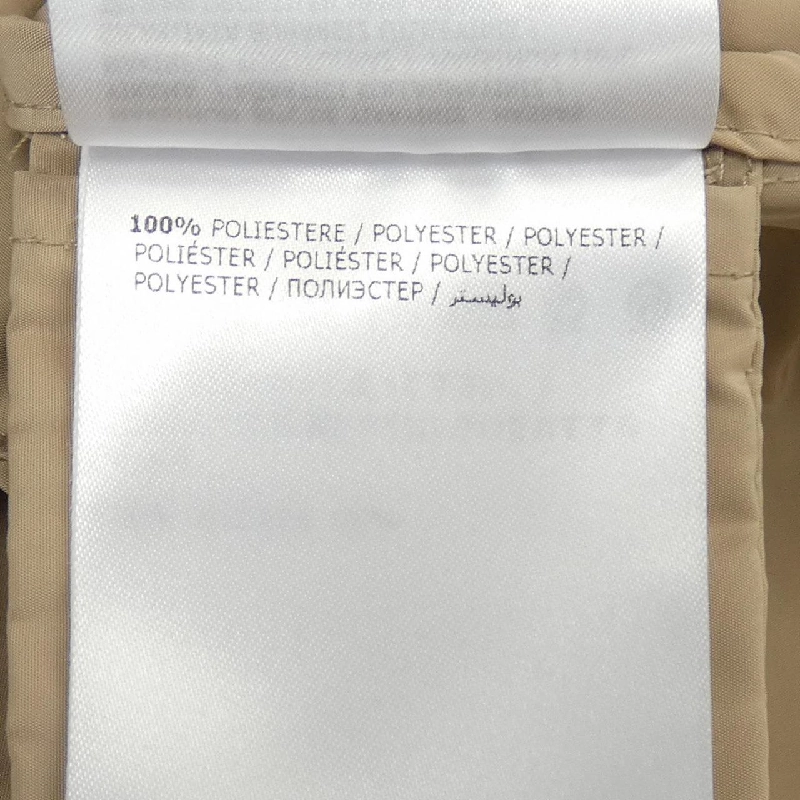 100% POLIESTERE / POLYESTER / POLYESTER /
POLIÉSTER / POLIÉSTER / POLYESTER /
POLYESTER / ПОЛИЭСТЕР / بوليستر